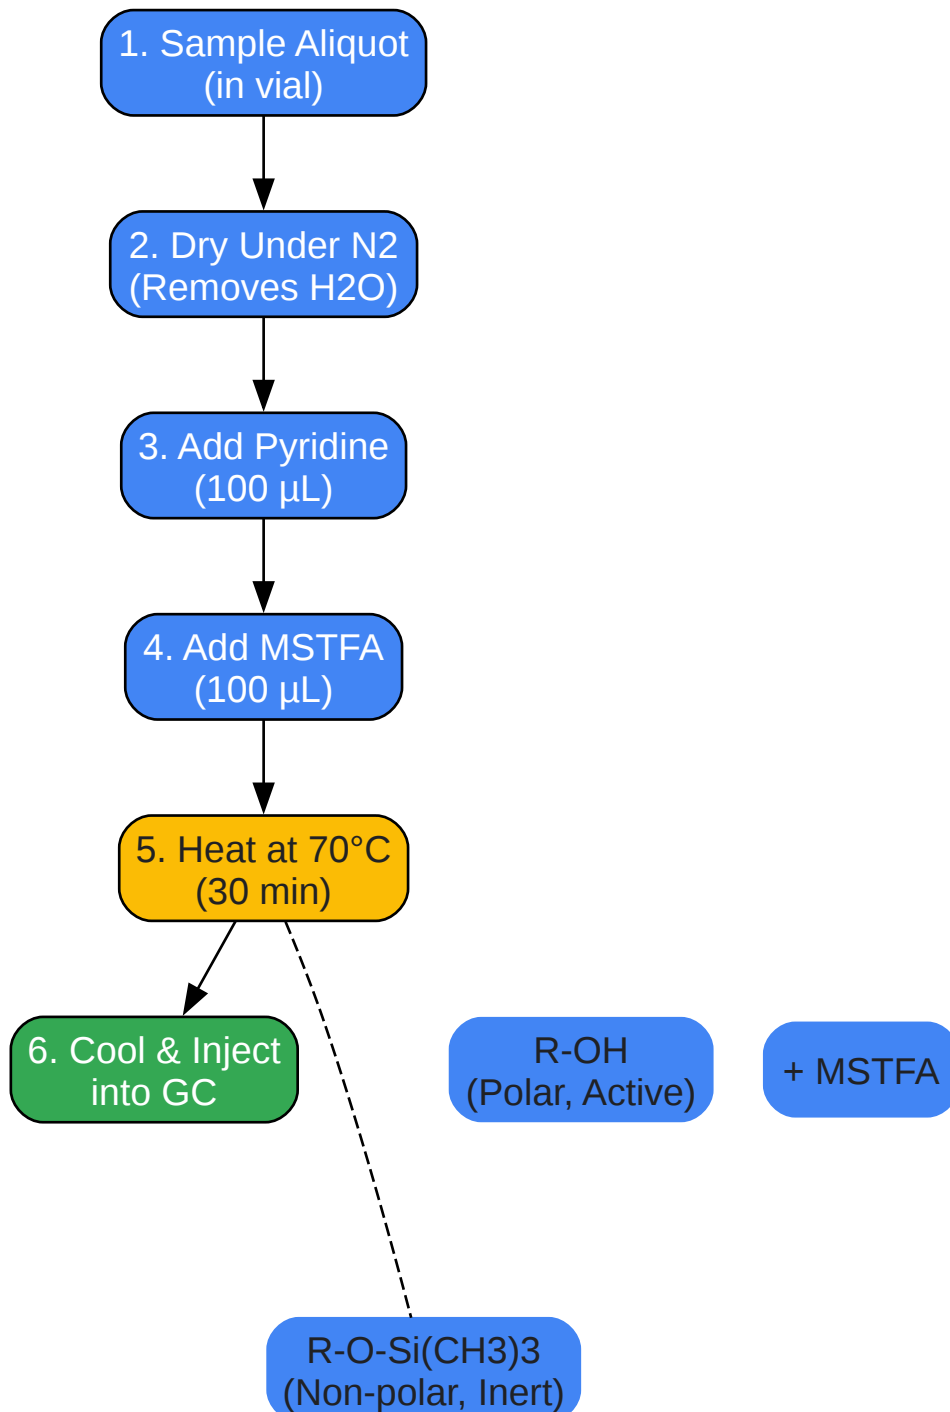 1. Sample Aliquot
(in vial)
2. Dry Under N2
(Removes H2O)
3. Add Pyridine
(100 µL)
4. Add MSTFA
(100 µL)
5. Heat at 70°C
(30 min)
6. Cool & Inject
into GC
R-OH
(Polar, Active)
+ MSTFA
R-O-Si(CH3)3
(Non-polar, Inert)